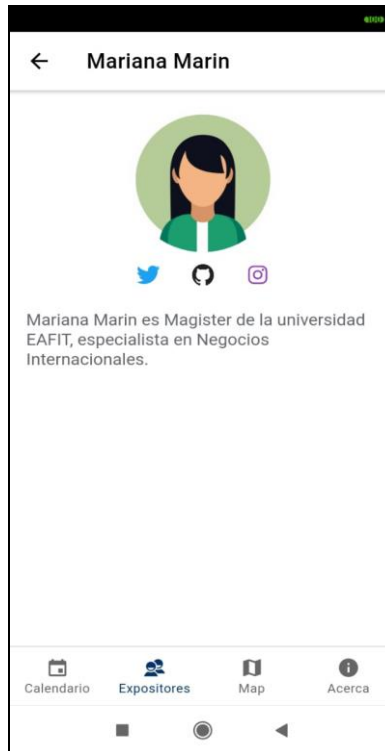 Mariana Marin
Mariana Marin es Magister de la universidad
EAFIT, especialista en Negocios
Internacionales.
Calendario
Expositores
Map
Acerca